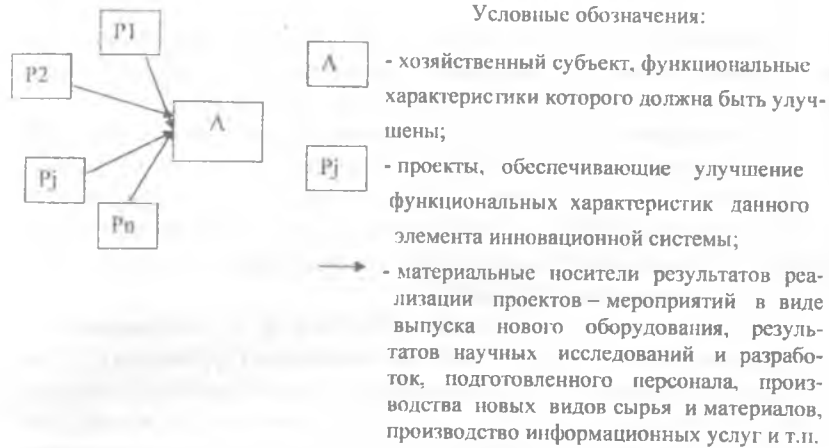 Условные обозначения:
P1
P2
А
Pj
Pn
А
- хозяйственный субъект, функциональные
характеристики которого должна быть улуч-
шены;
Pj
- проекты, обеспечивающие улучшение
функциональных характеристик данного
элемента инновационной системы;
- материальные носители результатов реа-
лизации проектов – мероприятий в виде
выпуска нового оборудования, резуль-
татов научных исследований и разрабо-
ток, подготовленного персонала, произ-
водства новых видов сырья и материалов,
производство информационных услуг и т.п.